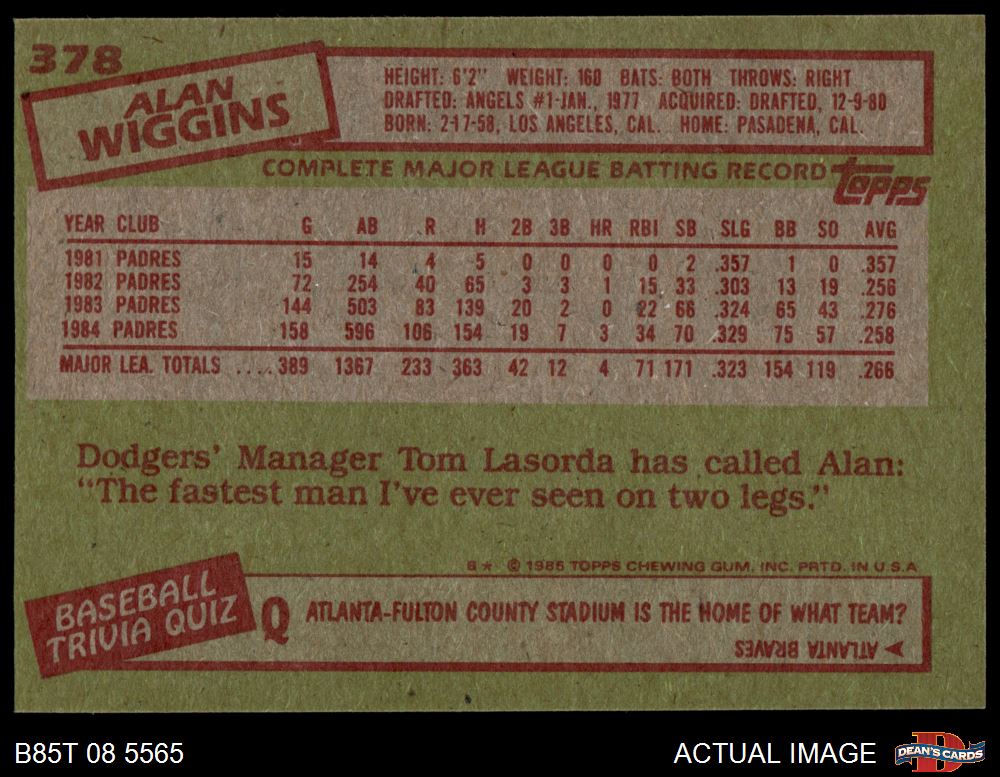 378
ALAN
WIGGINS
HEIGHT: 6'2" WEIGHT: 160 BATS: BOTH THROWS: RIGHT
DRAFTED: ANGELS #1-JAN., 1977 ACQUIRED: DRAFTED, 12-9-80
BORN: 2-17-58, LOS ANGELES, CAL. HOME: PASADENA, CAL.
COMPLETE MAJOR LEAGUE BATTING RECORD topps
YEAR CLUB G AB R H 2B 3B HR RBI SB SLG BB SO AVG
1981 PADRES 15 14 4 5 0 0 0 0 2 .357 1 0 .357
1982 PADRES 72 254 40 65 3 3 1 15 33 .303 13 19 .256
1983 PADRES 144 503 83 139 20 2 0 22 66 .324 65 43 .276
1984 PADRES 158 596 106 154 19 7 3 34 70 .329 75 57 .258
MAJOR LEA. TOTALS ....389 1367 233 363 42 12 4 71 171 .323 154 119 .266
Dodgers' Manager Tom Lasorda has called Alan:
"The fastest man I've ever seen on two legs."
6* © 1985 TOPPS CHEWING GUM, INC. PRTD. IN U.S.A.
BASEBALL
TRIVIA QUIZ
Q ATLANTA-FULTON COUNTY STADIUM IS THE HOME OF WHAT TEAM?
ATLANTA BRAVES
B85T 08 5565 ACTUAL IMAGE DEAN'S CARDS